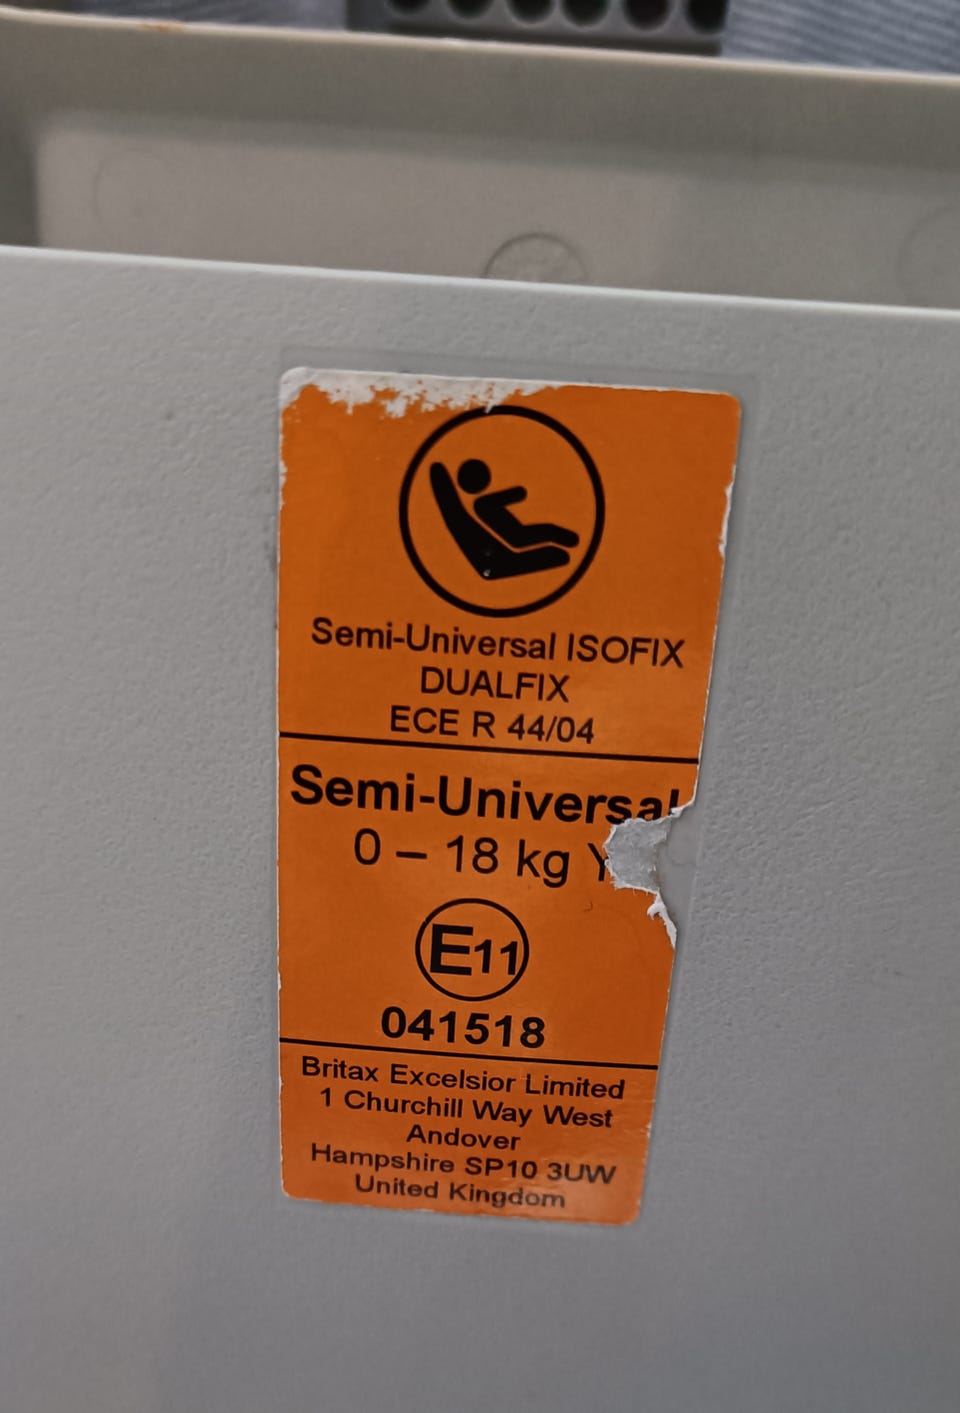 Semi-Universal ISOFIX
DUALFIX
ECE R 44/04
Semi-Universal
0 – 18 kg Y
E11
041518
Britax Excelsior Limited
1 Churchill Way West
Andover
Hampshire SP10 3UW
United Kingdom